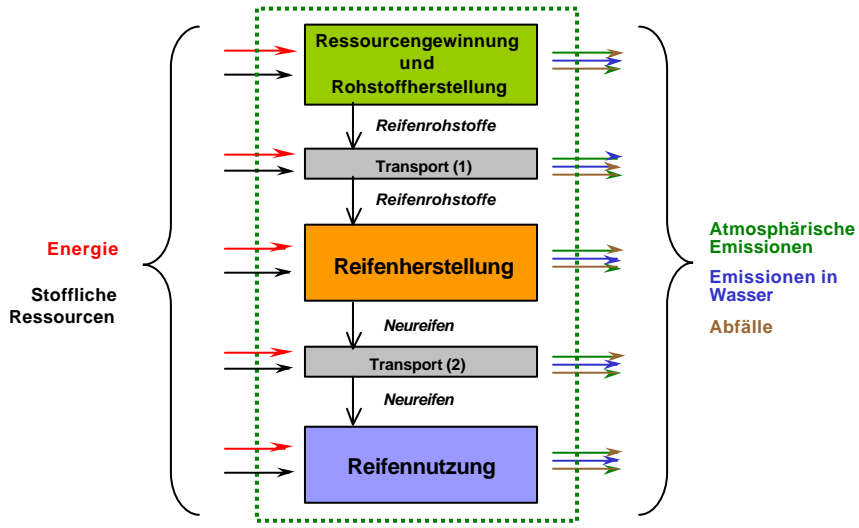 Ressourcengewinnung
und
Rohstoffherstellung
Reifenrohstoffe
Transport (1)
Reifenrohstoffe
Energie
Stoffliche
Ressourcen
Reifenherstellung
Atmosphärische
Emissionen
Emissionen in
Wasser
Abfälle
Neureifen
Transport (2)
Neureifen
Reifennutzung